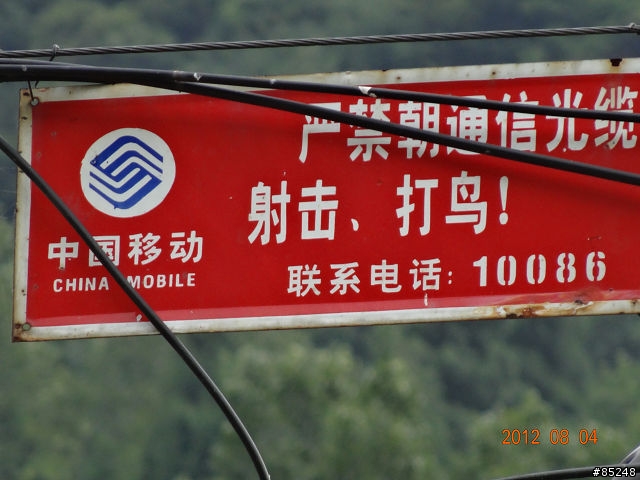 中国移动
CHINA MOBILE
严禁朝通信光缆
射击、打鸟!
联系电话: 10086
2012 08 04
#85248